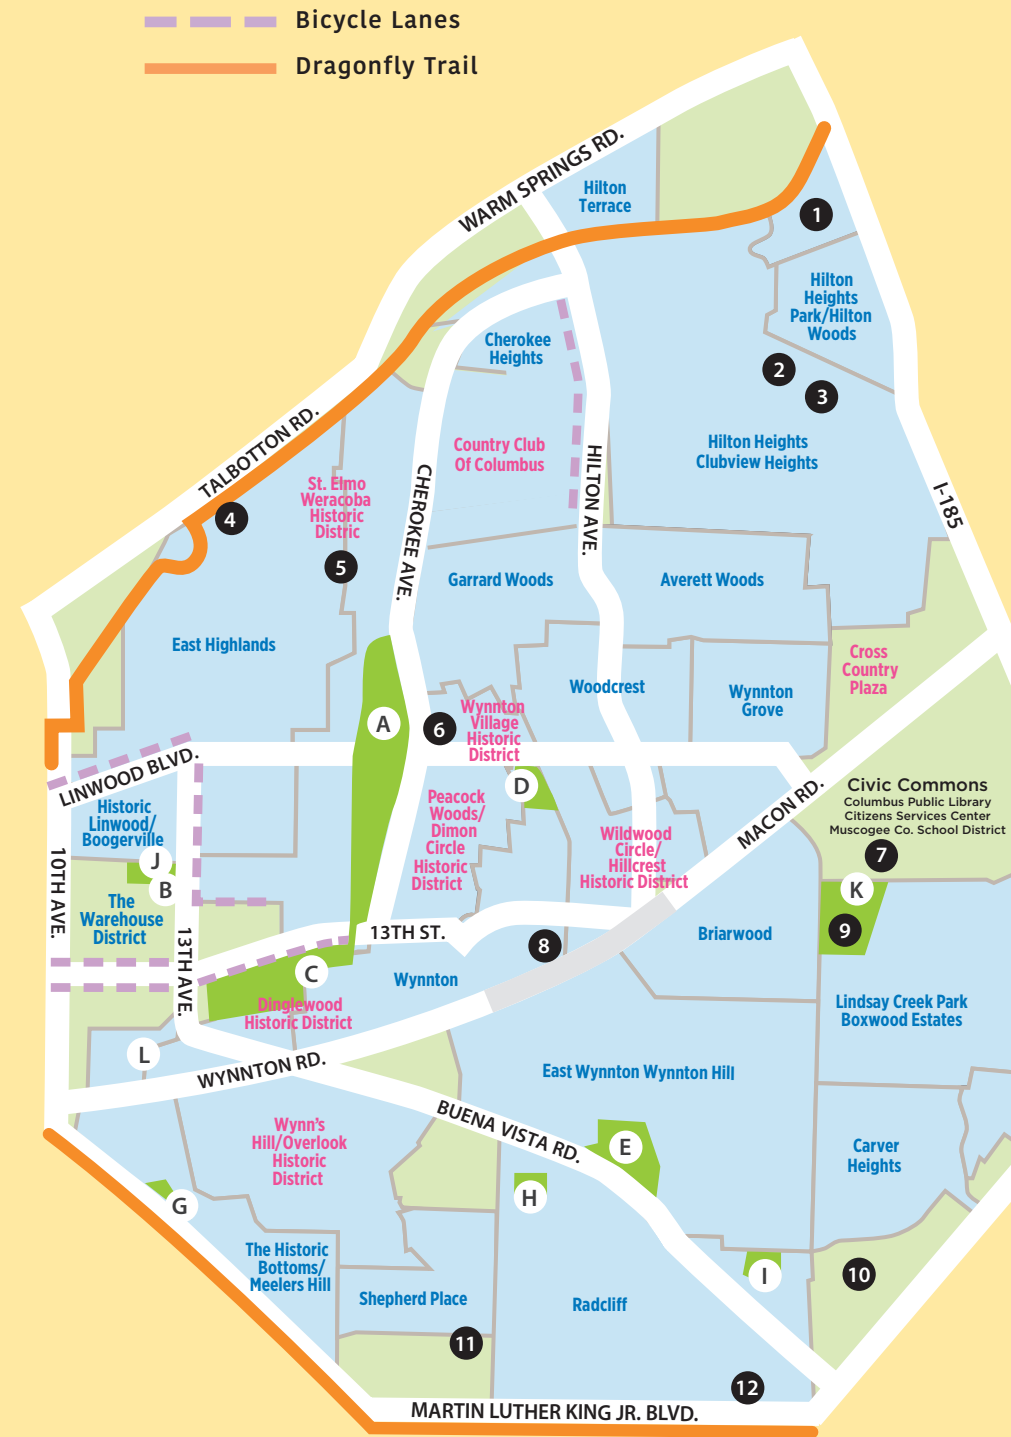 Bicycle Lanes
Dragonfly Trail
WARM SPRINGS RD.
Hilton
Terrace
1
Hilton
Heights
Park/Hilton
Woods
Cherokee
Heights
2
3
TALBOTTON RD.
Country Club
Of Columbus
Hilton Heights
Clubview Heights
CHEROKEE AVE.
HILTON AVE.
I-185
St. Elmo
Weracoba
Historic
Distric
4
5
Garrard Woods
Averett Woods
East Highlands
Cross
Country
Plaza
Woodcrest
Wynnton
Grove
A
6
Wynnton
Village
Historic
District
LINWOOD BLVD.
D
MACON RD.
Civic Commons
Columbus Public Library
Citizens Services Center
Muscogee Co. School District
7
Historic
Linwood/
Boogerville
Peacock
Woods/
Dimon
Circle
Historic
District
Wildwood
Circle/
Hillcrest
Historic District
J
B
K
9
10TH AVE.
The
Warehouse
District
13TH AVE.
13TH ST.
8
Briarwood
C
Wynnton
Dinglewood
Historic District
Lindsay Creek Park
Boxwood Estates
L
WYNNTON RD.
East Wynnton Wynnton Hill
BUENA VISTA RD.
Wynn's
Hill/Overlook
Historic
District
E
Carver
Heights
G
H
The Historic
Bottoms/
Meelers Hill
I
10
Shepherd Place
Radcliff
11
12
MARTIN LUTHER KING JR. BLVD.